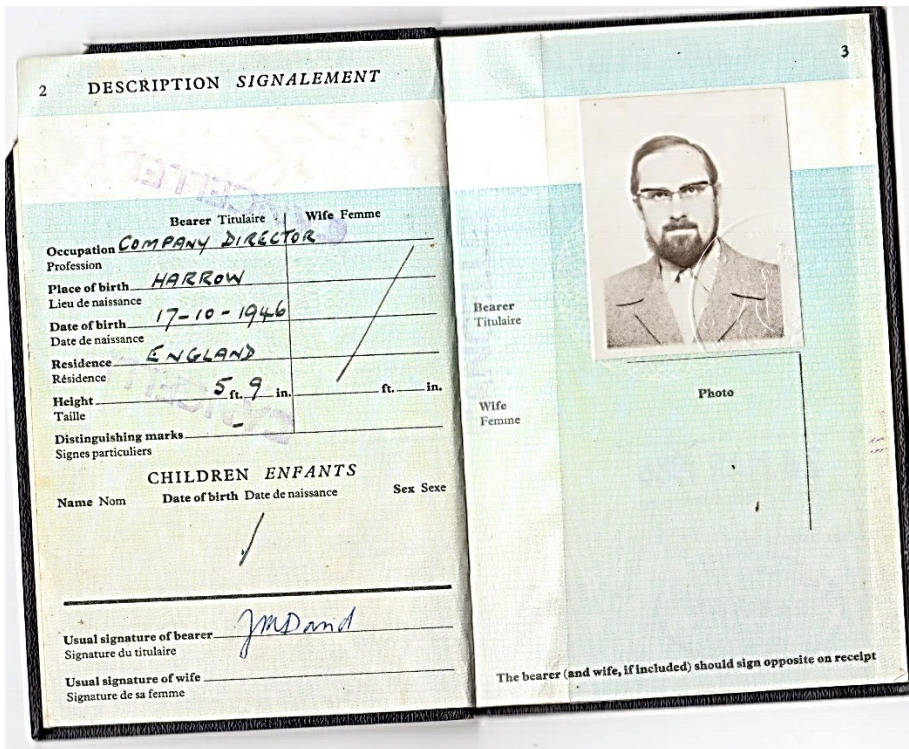 2 DESCRIPTION SIGNALEMENT
CANCELLED
Bearer Titulaire Wife Femme
Occupation COMPANY DIRECTOR
Profession
Place of birth HARROW
Lieu de naissance
Date of birth 17-10-1946
Date de naissance
Residence ENGLAND
Résidence
Height 5 ft. 9 in. ft. in.
Taille
Distinguishing marks -
Signes particuliers
CHILDREN ENFANTS
Name Nom Date of birth Date de naissance Sex Sexe
/
Usual signature of bearer JMDand
Signature du titulaire
Usual signature of wife
Signature de sa femme
3
Bearer
Titulaire
Wife
Femme
Photo
The bearer (and wife, if included) should sign opposite on receipt